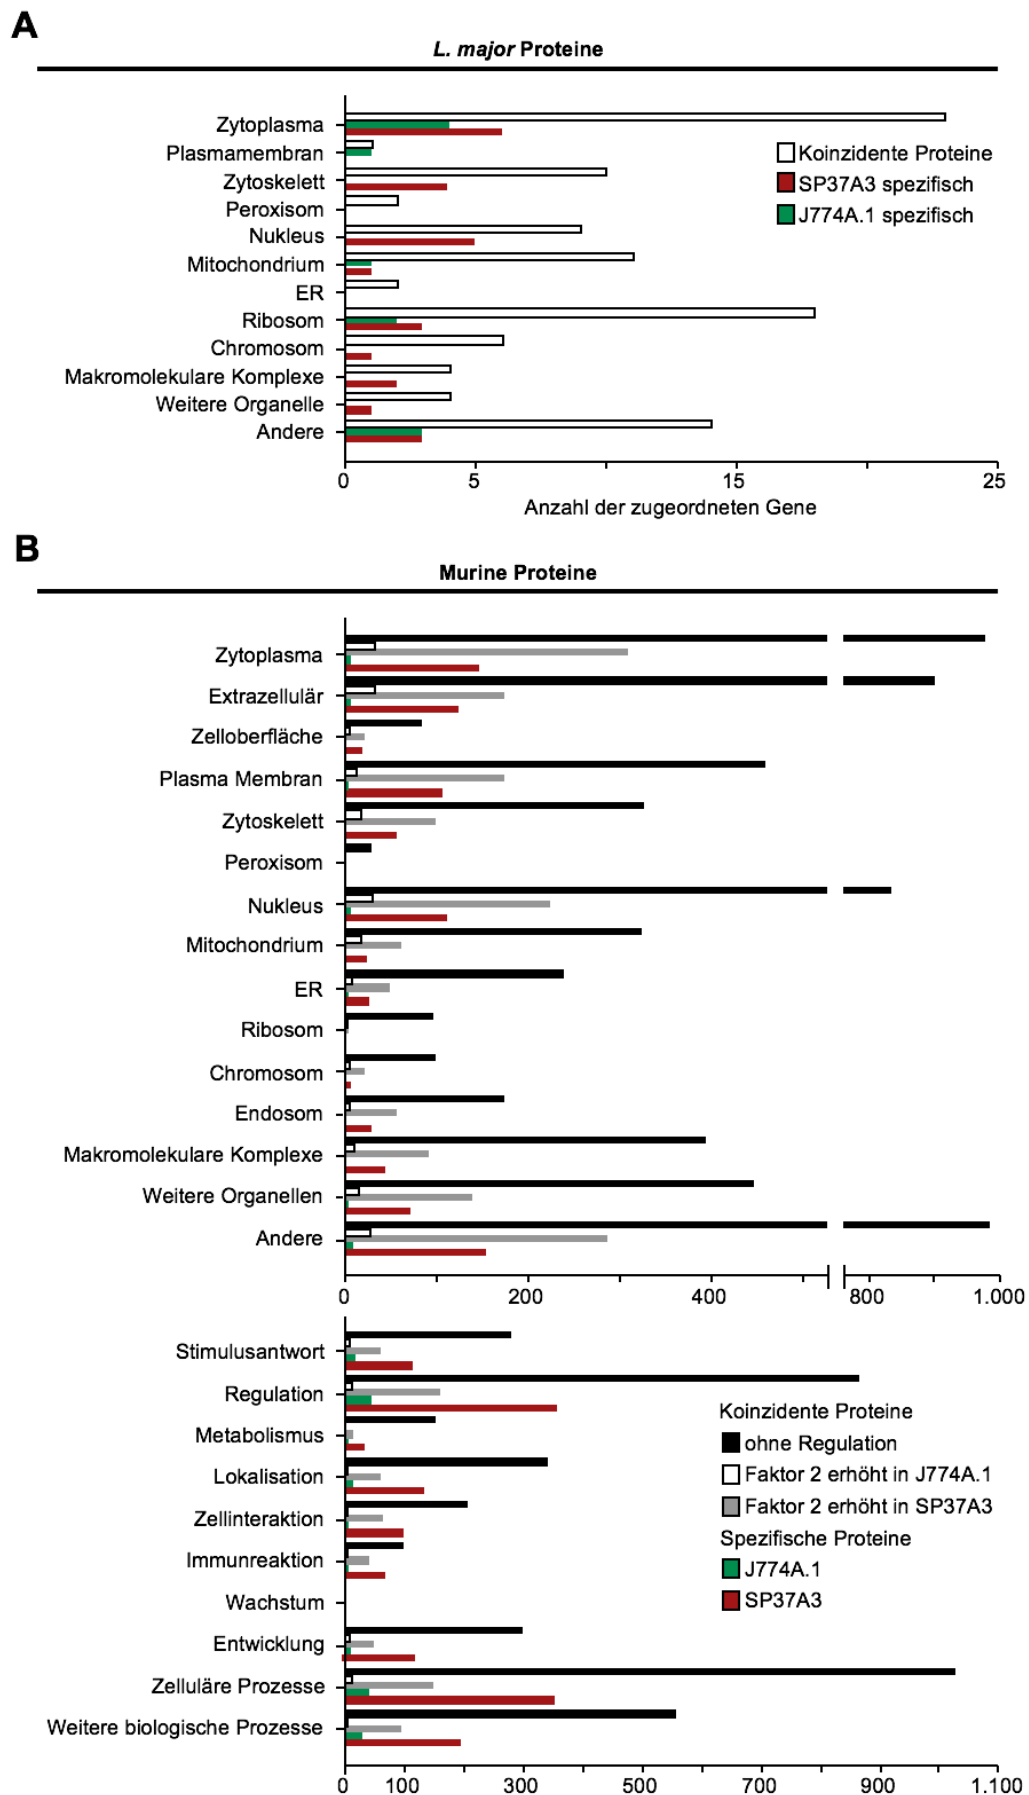 A
L. major Proteine
Zytoplasma
Plasmamembran
Zytoskelett
Peroxisom
Nukleus
Mitochondrium
ER
Ribosom
Chromosom
Makromolekulare Komplexe
Weitere Organelle
Andere
Koinzidente Proteine
SP37A3 spezifisch
J774A.1 spezifisch
0 5 15 25
Anzahl der zugeordneten Gene
B
Murine Proteine
Zytoplasma
Extrazellulär
Zelloberfläche
Plasma Membran
Zytoskelett
Peroxisom
Nukleus
Mitochondrium
ER
Ribosom
Chromosom
Endosom
Makromolekulare Komplexe
Weitere Organellen
Andere
0 200 400 800 1.000
Stimulusantwort
Regulation
Metabolismus
Lokalisation
Zellinteraktion
Immunreaktion
Wachstum
Entwicklung
Zelluläre Prozesse
Weitere biologische Prozesse
Koinzidente Proteine
ohne Regulation
Faktor 2 erhöht in J774A.1
Faktor 2 erhöht in SP37A3
Spezifische Proteine
J774A.1
SP37A3
0 100 300 500 700 900 1.100